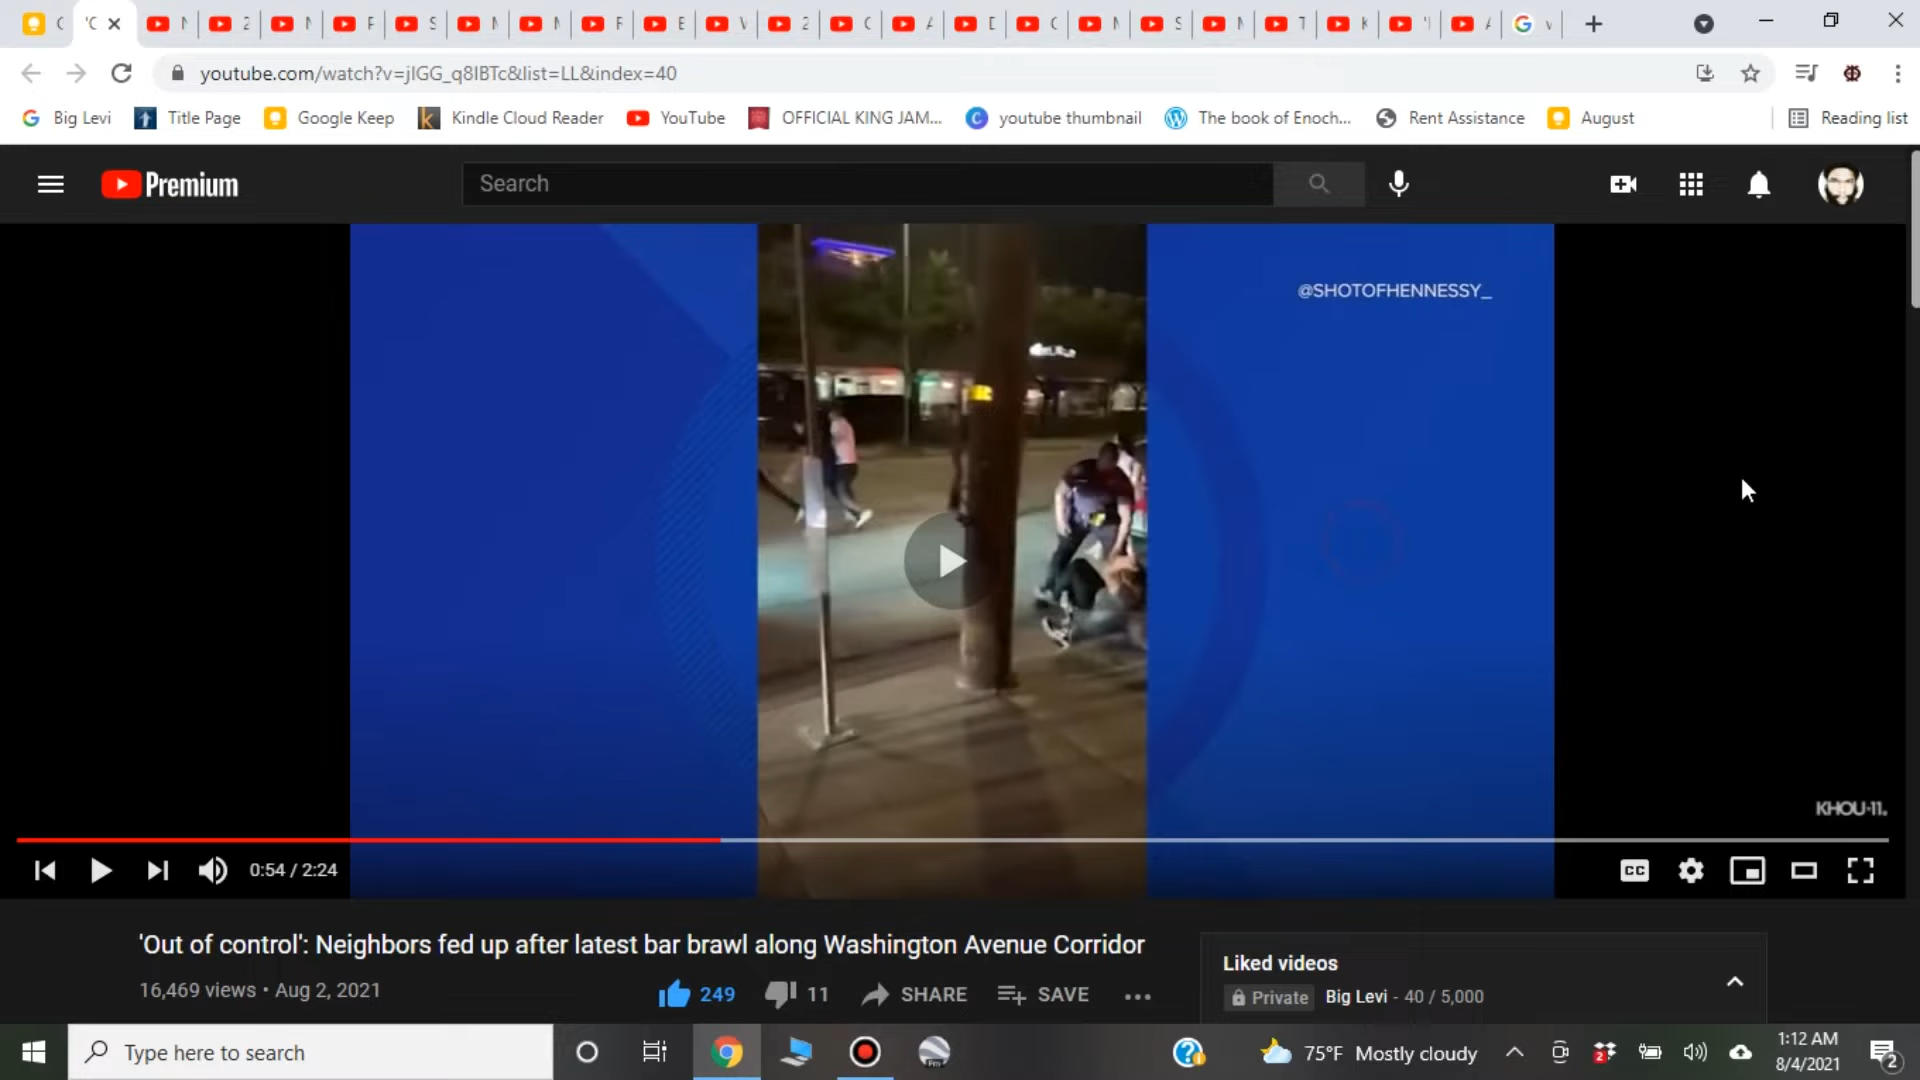 youtube.com/watch?v=jIGG_q8IBTc&list=LL&index=40
Big Levi
Title Page
Google Keep
Kindle Cloud Reader
YouTube
OFFICIAL KING JAM...
youtube thumbnail
The book of Enoch...
Rent Assistance
August
Reading list
Premium
Search
@SHOTOFHENNESSY_
KHOU·11.
0:54 / 2:24
CC
'Out of control': Neighbors fed up after latest bar brawl along Washington Avenue Corridor
16,469 views • Aug 2, 2021
249
11
SHARE
SAVE
Liked videos
Private Big Levi - 40 / 5,000
Type here to search
75°F Mostly cloudy
1:12 AM
8/4/2021
2